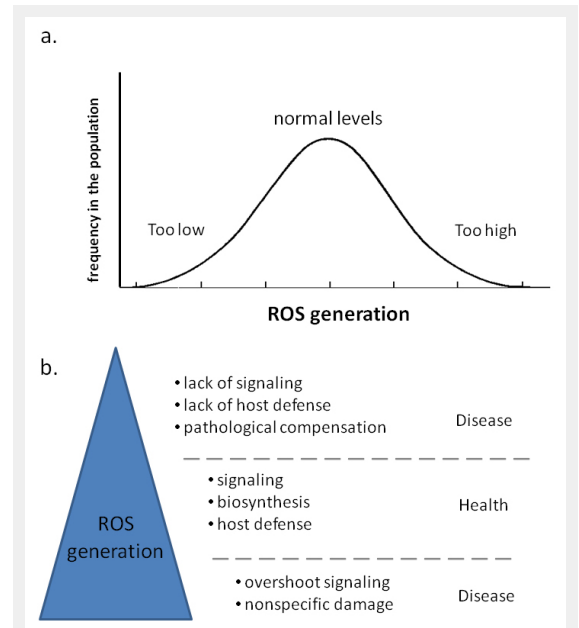 a.
frequency in the population
normal levels
Too low
Too high
ROS generation
b.
• lack of signaling
• lack of host defense
• pathological compensation
Disease
• signaling
• biosynthesis
• host defense
Health
ROS
generation
• overshoot signaling
• nonspecific damage
Disease